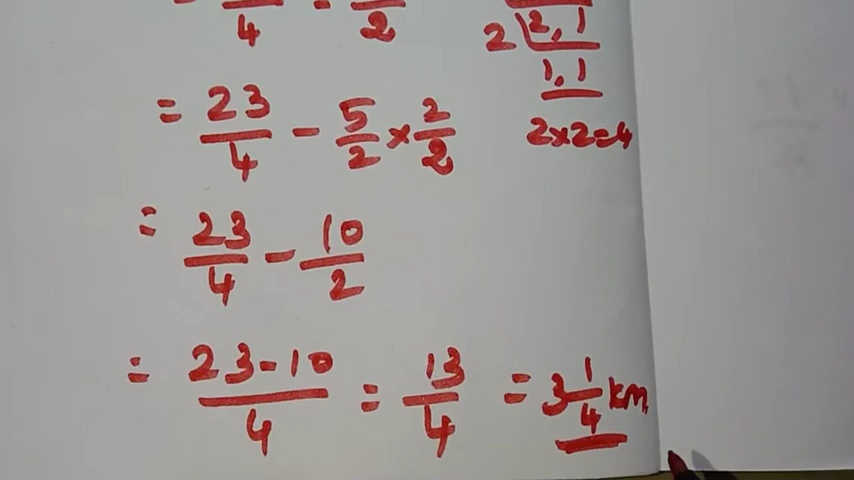 4 2
2 2, 1
1, 1
= 23/4 - 5/2 × 2/2
2×2=4
= 23/4 - 10/2
= 23-10/4 = 13/4 = 3 1/4 km